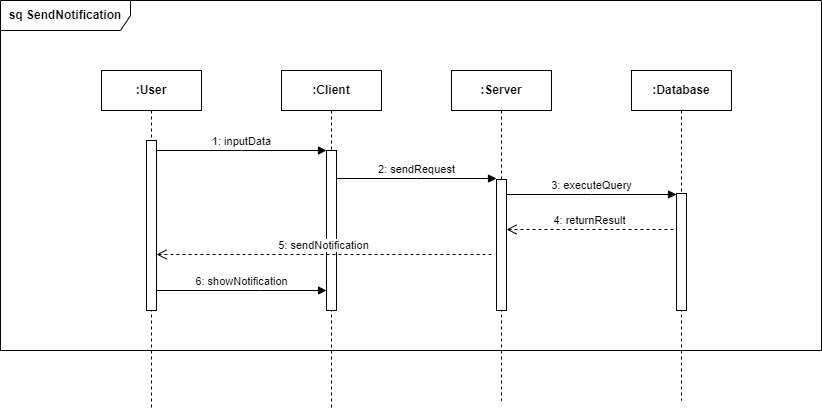 sq SendNotification
:User
:Client
:Server
:Database
1: inputData
2: sendRequest
3: executeQuery
4: returnResult
5: sendNotification
6: showNotification